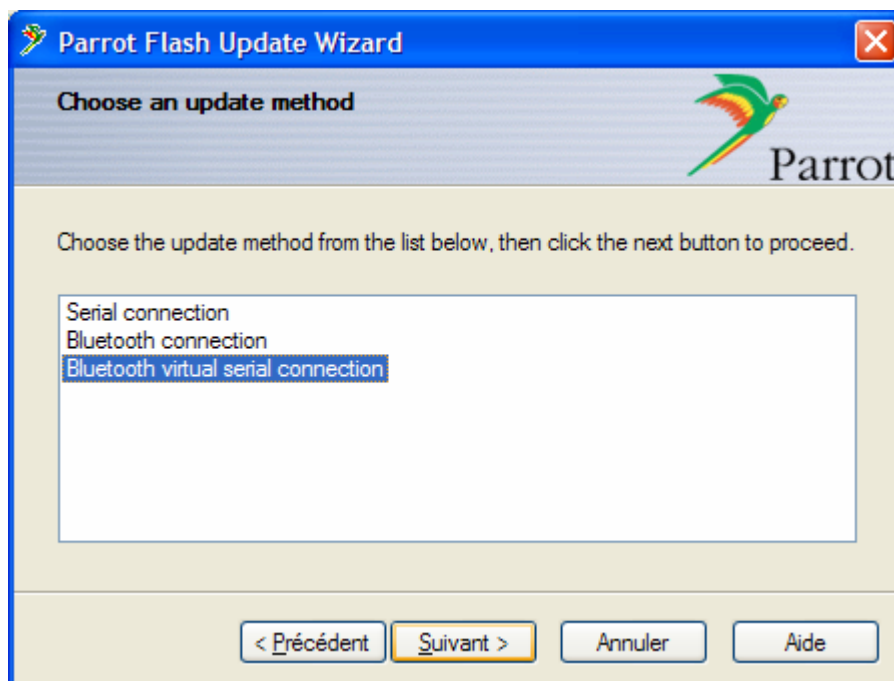 Parrot Flash Update Wizard
Choose an update method
Parrot
Choose the update method from the list below, then click the next button to proceed.
Serial connection
Bluetooth connection
Bluetooth virtual serial connection
< Précédent Suivant > Annuler Aide